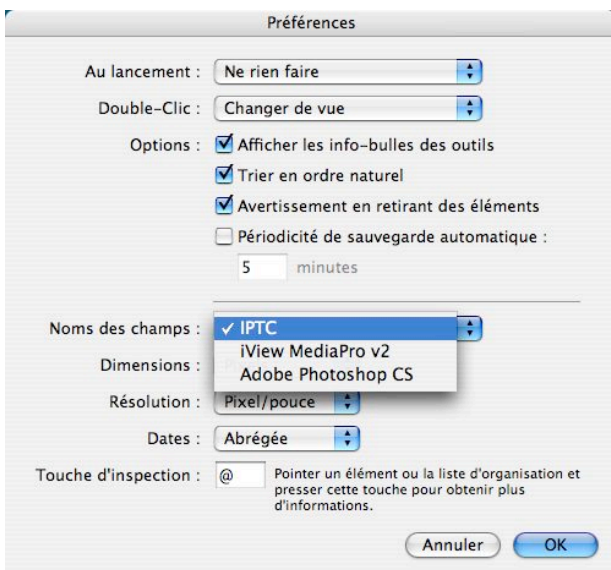 Préférences
Au lancement : Ne rien faire
Double-Clic : Changer de vue
Options : Afficher les info-bulles des outils
Trier en ordre naturel
Avertissement en retirant des éléments
Périodicité de sauvegarde automatique :
5 minutes
Noms des champs : ✓ IPTC
iView MediaPro v2
Dimensions :
Adobe Photoshop CS
Résolution : Pixel/pouce
Dates : Abrégée
Touche d'inspection : @ Pointer un élément ou la liste d'organisation et
presser cette touche pour obtenir plus
d'informations.
Annuler OK